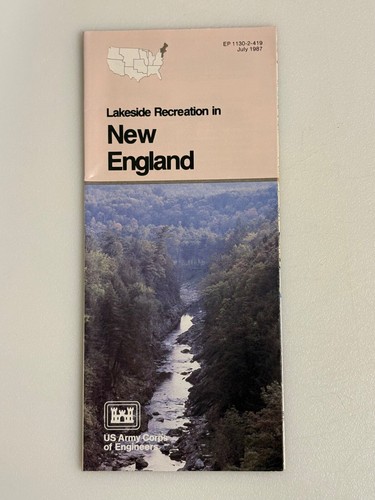 EP 1130-2-419
July 1987
Lakeside Recreation in
New
England
US Army Corps
of Engineers